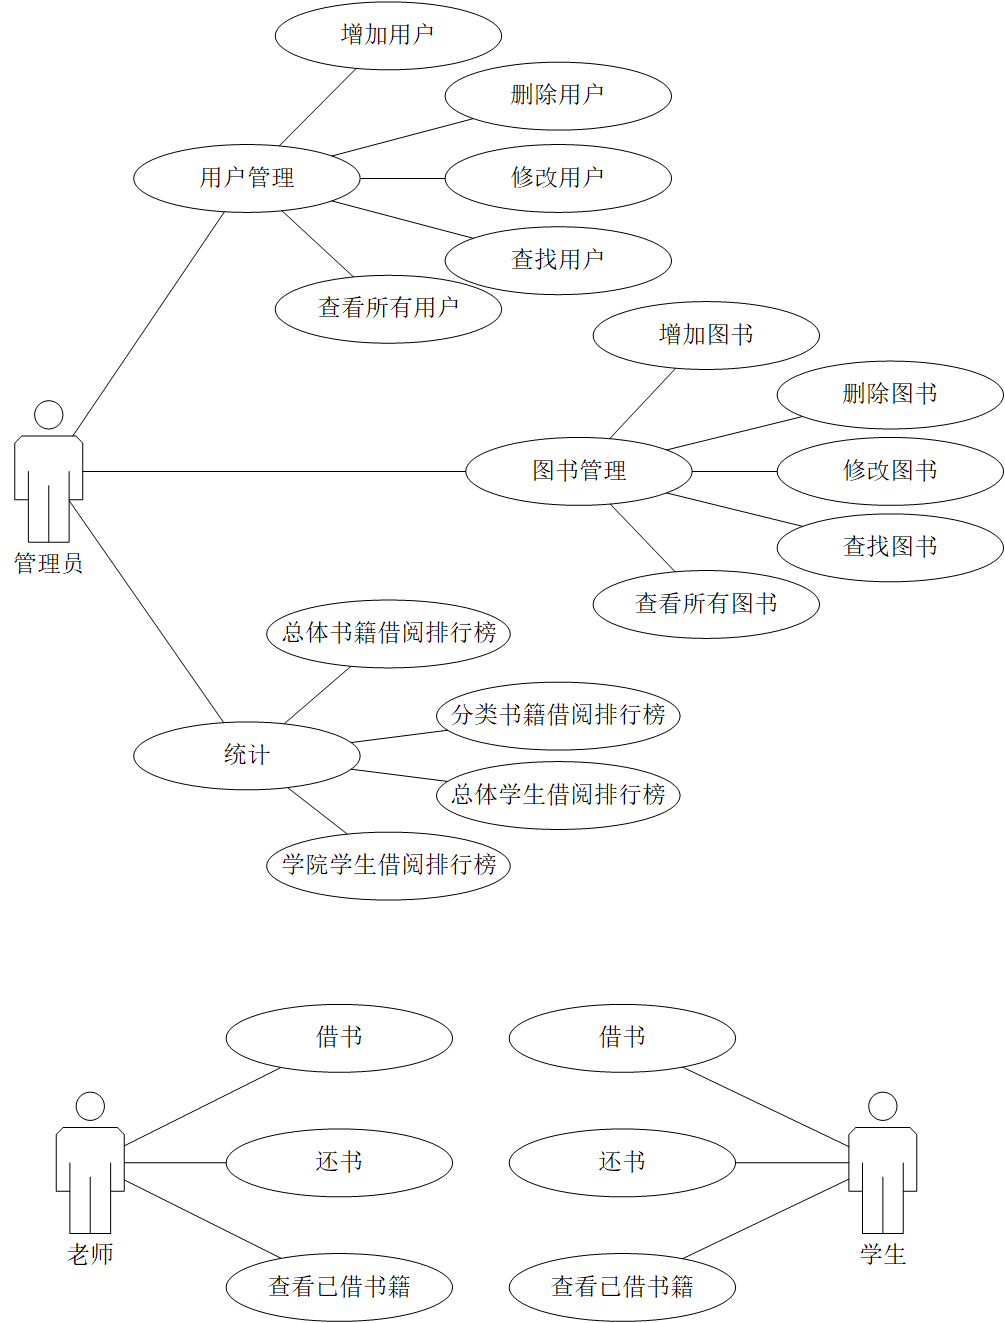 增加用户
删除用户
用户管理
修改用户
查找用户
查看所有用户
增加图书
删除图书
图书管理
修改图书
查找图书
管理员
查看所有图书
总体书籍借阅排行榜
分类书籍借阅排行榜
统计
总体学生借阅排行榜
学院学生借阅排行榜
借书
借书
还书
还书
老师
学生
查看已借书籍
查看已借书籍